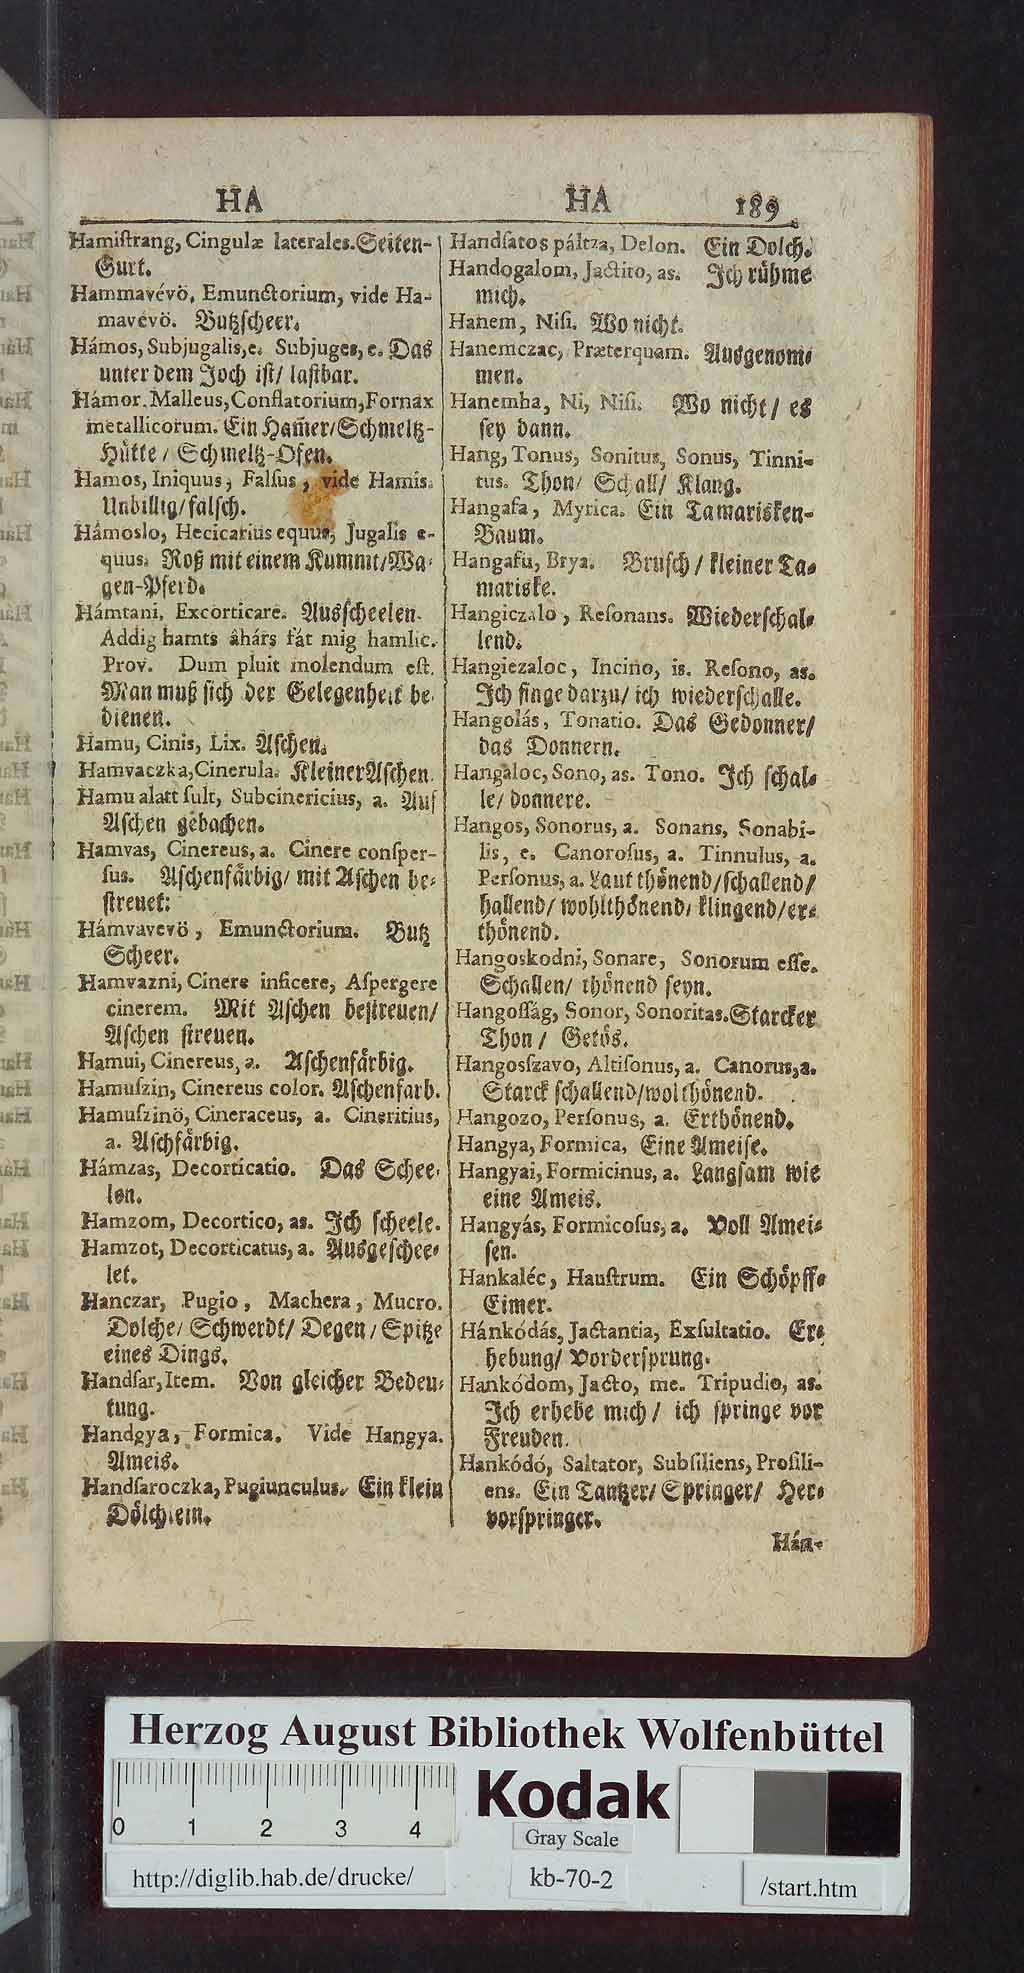 HA
HA 189
Hamiſtrang, Cingulæ laterales. Seiten-
Gurt.
Hammavévö, Emunctorium, vide Ha-
mavévö. Butzſcheer.
Hámos, Subjugalis, e. Subjuges, e. Das
unter dem Joch iſt/ laſtbar.
Hámor. Malleus, Conflatorium, Fornax
metallicorum. Ein Ham̃er/Schmeltz-
Hütte / Schmeltz-Ofen.
Hamos, Iniquus, Falſus, vide Hamis.
Unbillig/falſch.
Hámoslo, Hecicarius equus, Jugalis e-
quus. Roß mit einem Kummt/Wa-
gen-Pferd.
Hámtani, Excorticare. Ausſcheelen.
Addig hamts áhárs fát mig hamlic.
Prov. Dum pluit molendum eſt.
Man muß ſich der Gelegenheit be-
dienen.
Hamu, Cinis, Lix. Aſchen.
Hamvaczka, Cinerula. Kleiner Aſchen.
Hamu alatt ſult, Subcinericius, a. Auf
Aſchen gebachen.
Hamvas, Cinereus, a. Cinere conſper-
ſus. Aſchenfärbig/ mit Aſchen be-
ſtreuet:
Hámvavevö, Emunctorium. Butz
Scheer.
Hamvazni, Cinere inficere, Aſpergere
cinerem. Mit Aſchen beſtreuen/
Aſchen ſtreuen.
Hamui, Cinereus, a. Aſchenfärbig.
Hamuſzin, Cinereus color. Aſchenfarb.
Hamuſzinö, Cineraceus, a. Cineritius,
a. Aſchfärbig.
Hámzas, Decorticatio. Das Schee-
len.
Hamzom, Decortico, as. Ich ſcheele.
Hamzot, Decorticatus, a. Ausgeſchee-
let.
Hanczar, Pugio, Machera, Mucro.
Dolche/ Schwerdt/ Degen/ Spitze
eines Dings.
Handſar, Item. Von gleicher Bedeu-
tung.
Handgya, Formica. Vide Hangya.
Ameis.
Handſaroczka, Pugiunculus. Ein klein
Dölchlein.
Handſatos páltza, Delon. Ein Dolch.
Handogalom, Jactito, as. Ich rühme
mich.
Hanem, Niſi. Wo nicht.
Hanemczac, Præterquam. Ausgenom-
men.
Hanemha, Ni, Niſi. Wo nicht/ es
ſey dann.
Hang, Tonus, Sonitus, Sonus, Tinni-
tus. Thon/ Schall/ Klang.
Hangafa, Myrica. Ein Tamarisken-
Baum.
Hangafü, Brya. Bruſch / kleiner Ta-
mariske.
Hangiczalo, Reſonans. Wiederſchal-
lend.
Hangiczaloc, Incino, is. Reſono, as.
Ich ſinge darzu/ ich wiederſchalle.
Hangolás, Tonatio. Das Gedonner/
das Donnern.
Hangaloc, Sono, as. Tono. Ich ſchal-
le/ donnere.
Hangos, Sonorus, a. Sonans, Sonabi-
lis, e. Canoroſus, a. Tinnulus, a.
Perſonus, a. Laut thönend/ſchallend/
hallend/ wohlthönend/ klingend/er-
thönend.
Hangoskodni, Sonare, Sonorum eſſe.
Schallen/ thönend ſeyn.
Hangoſſág, Sonor, Sonoritas. Starcker
Thon / Getös.
Hangosſzavo, Altiſonus, a. Canorus, a.
Starck ſchallend/wolthönend.
Hangozo, Perſonus, a. Erthönend.
Hangya, Formica, Eine Ameiſe.
Hangyai, Formicinus, a. Langſam wie
eine Ameis.
Hangyás, Formicoſus, a. Voll Amei-
ſen.
Hankaléc, Hauſtrum. Ein Schöpff-
Eimer.
Hánkódás, Jactantia, Exſultatio. Er-
hebung/ Vorderſprung.
Hankódom, Jacto, me. Tripudio, as.
Ich erhebe mich/ ich ſpringe vor
Freuden.
Hankódó, Saltator, Subſiliens, Proſili-
ens. Ein Tantzer/ Springer/ Her-
vorſpringer.
Hán-
Herzog August Bibliothek Wolfenbüttel
0 1 2 3 4
Kodak
Gray Scale
http://diglib.hab.de/drucke/
kb-70-2
/start.htm